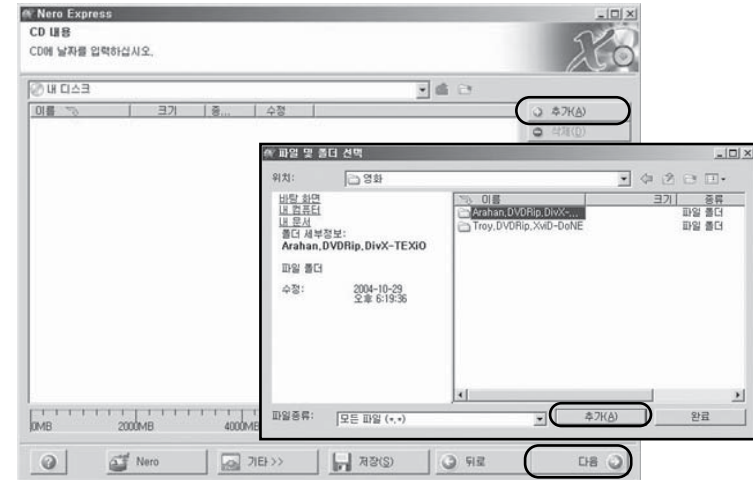 Nero Express
CD 내용
CD에 날짜를 입력하십시오.
내 디스크
이름 크기 종... 수정
추가(A)
삭제(D)
파일 및 폴더 선택
위치: 영화
바탕 화면
내 컴퓨터
내 문서
폴더 세부정보:
Arahan,DVDRip,DivX-TEXiO
파일 폴더
수정: 2004-10-29
오후 6:19:36
이름 크기 종류
Arahan,DVDRip,DivX-... 파일 폴더
Troy,DVDRip,XviD-DoNE 파일 폴더
파일종류: 모든 파일 (*,*) 추가(A) 완료
0MB 2000MB 4000MB
Nero 기타>> 저장(S) 뒤로 다음